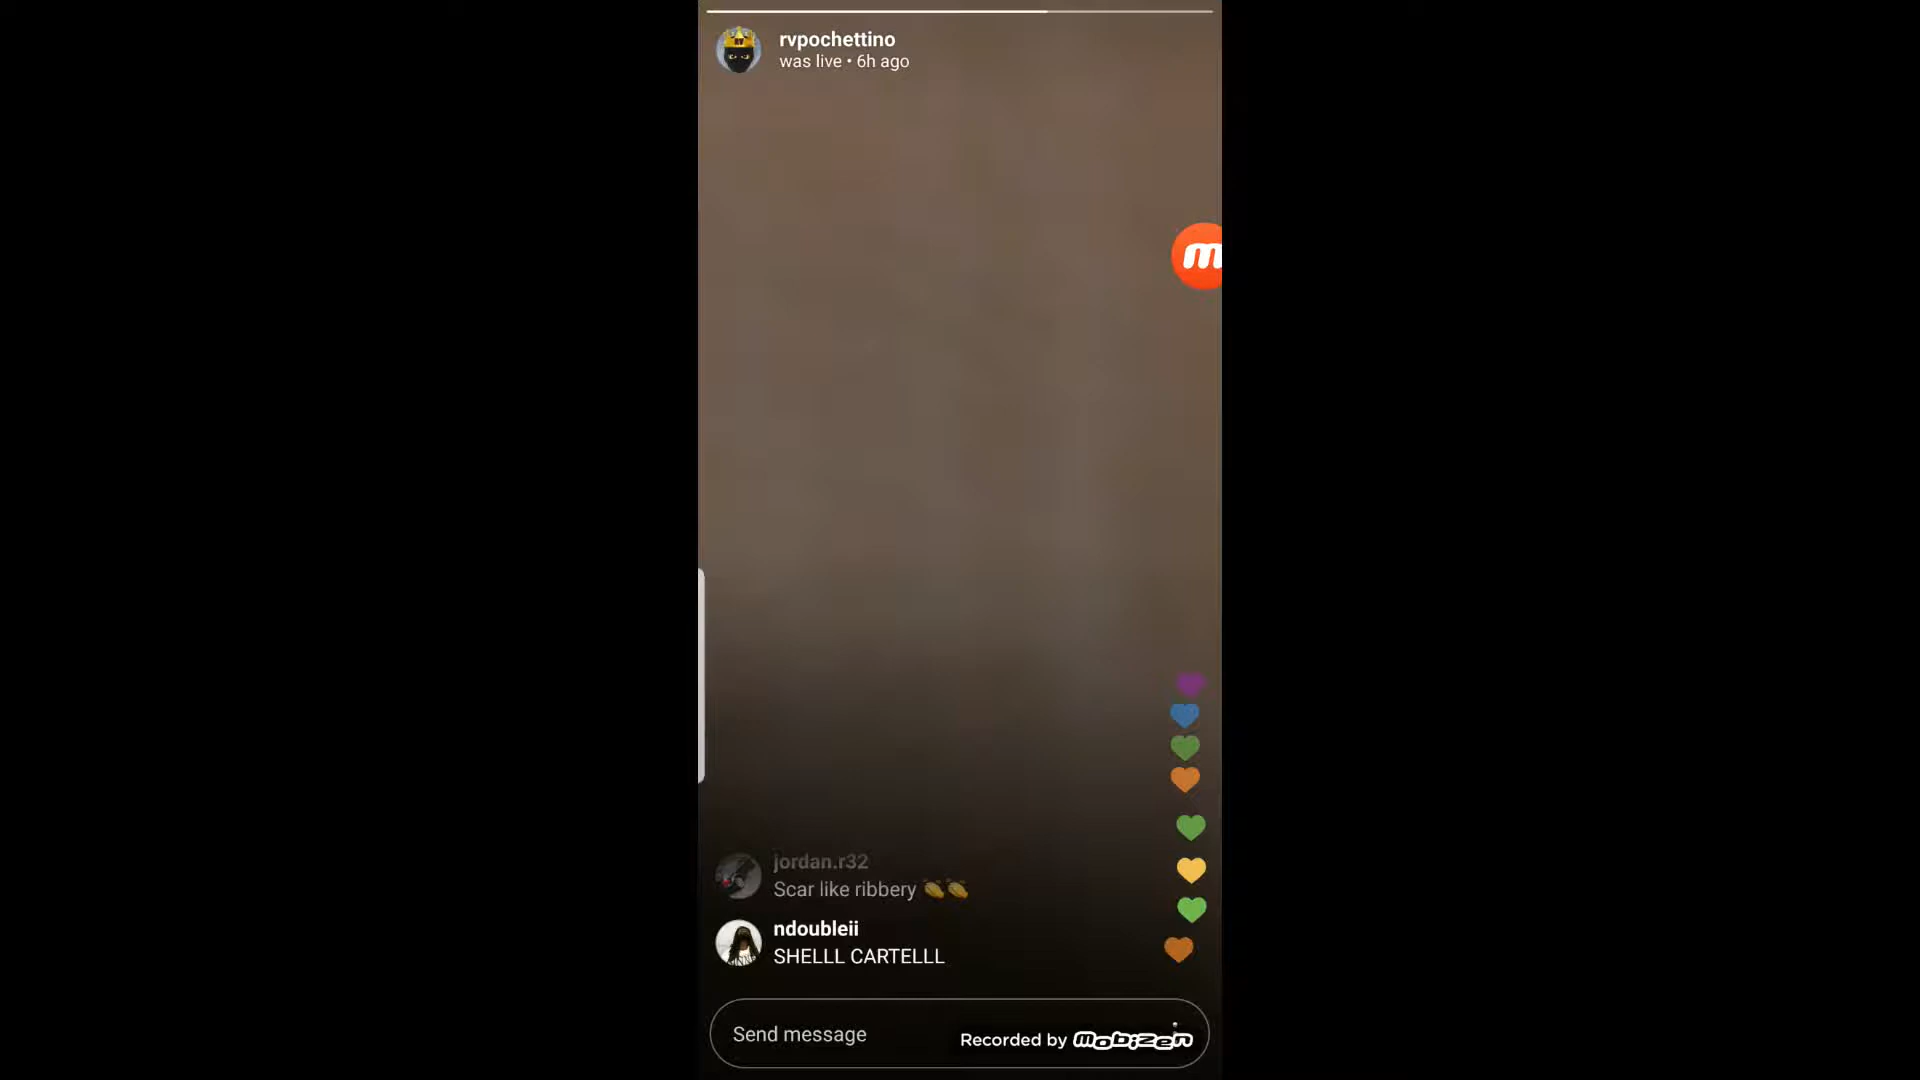 rvpochettino
was live • 6h ago
m
jordan.r32
Scar like ribbery 👏👏
ndoubleii
SHELLL CARTELLL
Send message
Recorded by mobizen